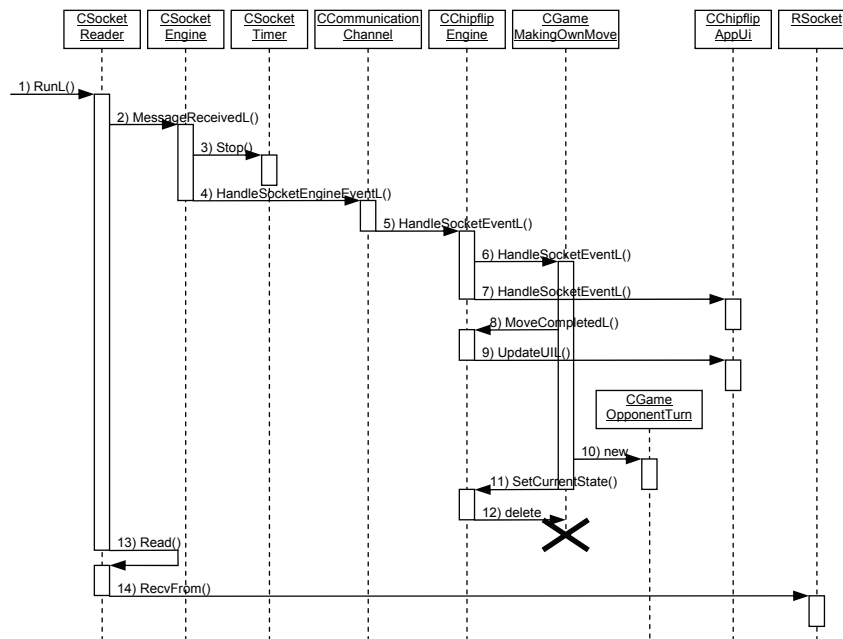 CSocket
Reader
CSocket
Engine
CSocket
Timer
CCommunication
Channel
CChipflip
Engine
CGame
MakingOwnMove
CChipflip
AppUi
RSocket
1) RunL()
2) MessageReceivedL()
3) Stop()
4) HandleSocketEngineEventL()
5) HandleSocketEventL()
6) HandleSocketEventL()
7) HandleSocketEventL()
8) MoveCompletedL()
9) UpdateUIL()
CGame
OpponentTurn
10) new
11) SetCurrentState()
12) delete
13) Read()
14) RecvFrom()